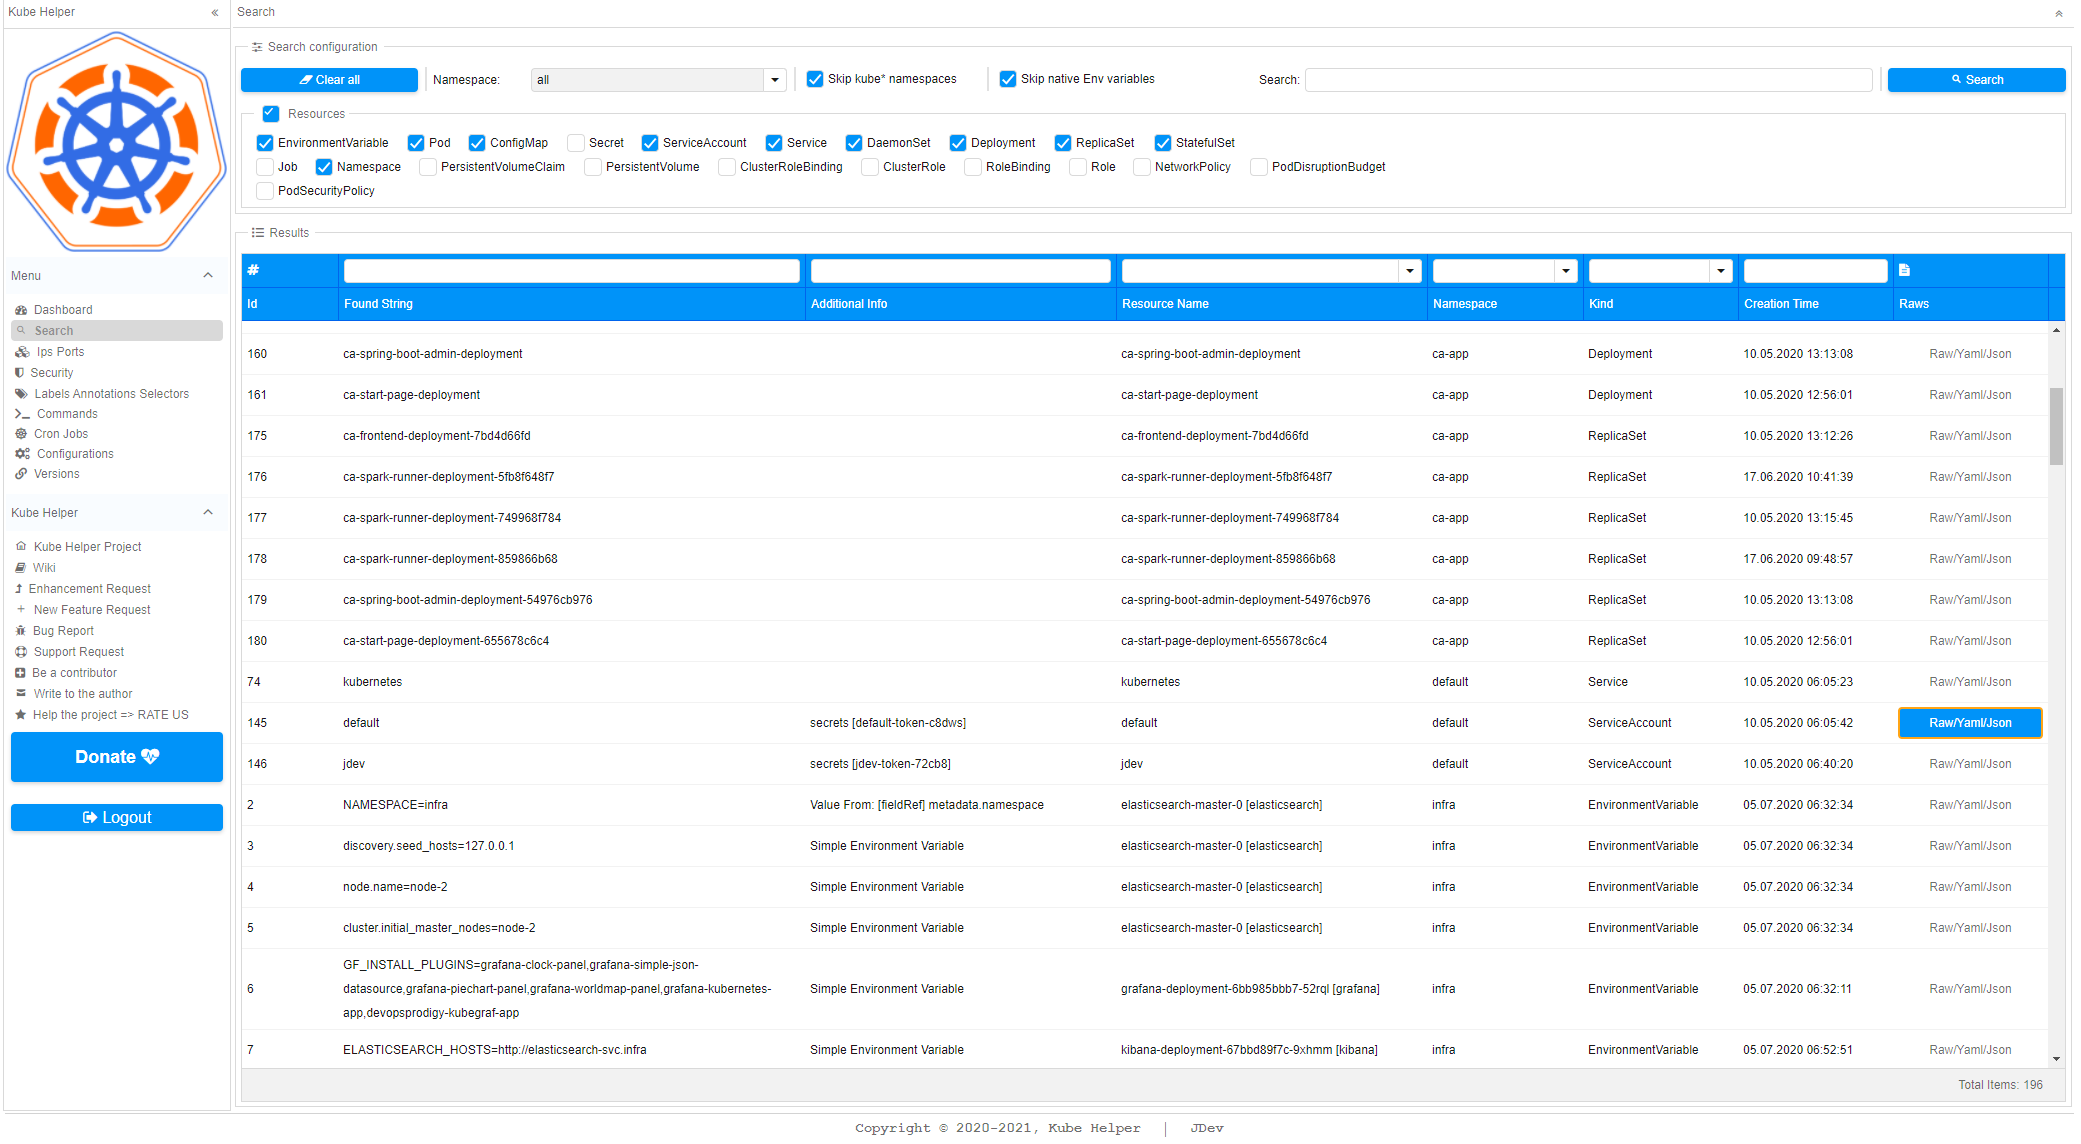 Kube Helper
Search
Search configuration
Clear all Namespace: all Skip kube* namespaces Skip native Env variables Search: Search
Resources
EnvironmentVariable Pod ConfigMap Secret ServiceAccount Service DaemonSet Deployment ReplicaSet StatefulSet
Job Namespace PersistentVolumeClaim PersistentVolume ClusterRoleBinding ClusterRole RoleBinding Role NetworkPolicy PodDisruptionBudget
PodSecurityPolicy
Menu
Dashboard
Search
Ips Ports
Security
Labels Annotations Selectors
Commands
Cron Jobs
Configurations
Versions
Kube Helper
Kube Helper Project
Wiki
Enhancement Request
New Feature Request
Bug Report
Support Request
Be a contributor
Write to the author
Help the project => RATE US
Donate
Logout
Results
#
Id Found String Additional Info Resource Name Namespace Kind Creation Time Raws
160 ca-spring-boot-admin-deployment ca-spring-boot-admin-deployment ca-app Deployment 10.05.2020 13:13:08 Raw/Yaml/Json
161 ca-start-page-deployment ca-start-page-deployment ca-app Deployment 10.05.2020 12:56:01 Raw/Yaml/Json
175 ca-frontend-deployment-7bd4d66fd ca-frontend-deployment-7bd4d66fd ca-app ReplicaSet 10.05.2020 13:12:26 Raw/Yaml/Json
176 ca-spark-runner-deployment-5fb8f648f7 ca-spark-runner-deployment-5fb8f648f7 ca-app ReplicaSet 17.06.2020 10:41:39 Raw/Yaml/Json
177 ca-spark-runner-deployment-749968f784 ca-spark-runner-deployment-749968f784 ca-app ReplicaSet 10.05.2020 13:15:45 Raw/Yaml/Json
178 ca-spark-runner-deployment-859866b68 ca-spark-runner-deployment-859866b68 ca-app ReplicaSet 17.06.2020 09:48:57 Raw/Yaml/Json
179 ca-spring-boot-admin-deployment-54976cb976 ca-spring-boot-admin-deployment-54976cb976 ca-app ReplicaSet 10.05.2020 13:13:08 Raw/Yaml/Json
180 ca-start-page-deployment-655678c6c4 ca-start-page-deployment-655678c6c4 ca-app ReplicaSet 10.05.2020 12:56:01 Raw/Yaml/Json
74 kubernetes kubernetes default Service 10.05.2020 06:05:23 Raw/Yaml/Json
145 default secrets [default-token-c8dws] default default ServiceAccount 10.05.2020 06:05:42 Raw/Yaml/Json
146 jdev secrets [jdev-token-72cb8] jdev default ServiceAccount 10.05.2020 06:40:20 Raw/Yaml/Json
2 NAMESPACE=infra Value From: [fieldRef] metadata.namespace elasticsearch-master-0 [elasticsearch] infra EnvironmentVariable 05.07.2020 06:32:34 Raw/Yaml/Json
3 discovery.seed_hosts=127.0.0.1 Simple Environment Variable elasticsearch-master-0 [elasticsearch] infra EnvironmentVariable 05.07.2020 06:32:34 Raw/Yaml/Json
4 node.name=node-2 Simple Environment Variable elasticsearch-master-0 [elasticsearch] infra EnvironmentVariable 05.07.2020 06:32:34 Raw/Yaml/Json
5 cluster.initial_master_nodes=node-2 Simple Environment Variable elasticsearch-master-0 [elasticsearch] infra EnvironmentVariable 05.07.2020 06:32:34 Raw/Yaml/Json
GF_INSTALL_PLUGINS=grafana-clock-panel,grafana-simple-json-
6 datasource,grafana-piechart-panel,grafana-worldmap-panel,grafana-kubernetes- Simple Environment Variable grafana-deployment-6bb985bbb7-52rql [grafana] infra EnvironmentVariable 05.07.2020 06:32:11 Raw/Yaml/Json
app,devopsprodigy-kubegraf-app
7 ELASTICSEARCH_HOSTS=http://elasticsearch-svc.infra Simple Environment Variable kibana-deployment-67bbd89f7c-9xhmm [kibana] infra EnvironmentVariable 05.07.2020 06:52:51 Raw/Yaml/Json
Total Items: 196
Copyright © 2020-2021, Kube Helper | JDev